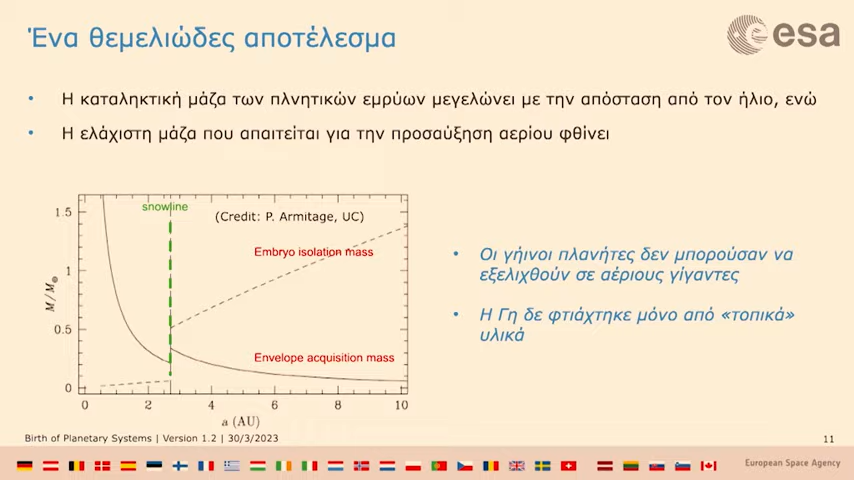 Ένα θεμελιώδες αποτέλεσμα
esa
• Η καταληκτική μάζα των πλνητικών εμρύων μεγελώνει με την απόσταση από τον ήλιο, ενώ
• Η ελάχιστη μάζα που απαιτείται για την προσαύξηση αερίου φθίνει
snowline
(Credit: P. Armitage, UC)
Embryo isolation mass
Envelope acquisition mass
M/M⊕
1.5
1
0.5
0
0 2 4 6 8 10
a (AU)
• Οι γήινοι πλανήτες δεν μπορούσαν να
εξελιχθούν σε αέριους γίγαντες
• Η Γη δε φτιάχτηκε μόνο από «τοπικά»
υλικά
Birth of Planetary Systems | Version 1.2 | 30/3/2023
11
European Space Agency